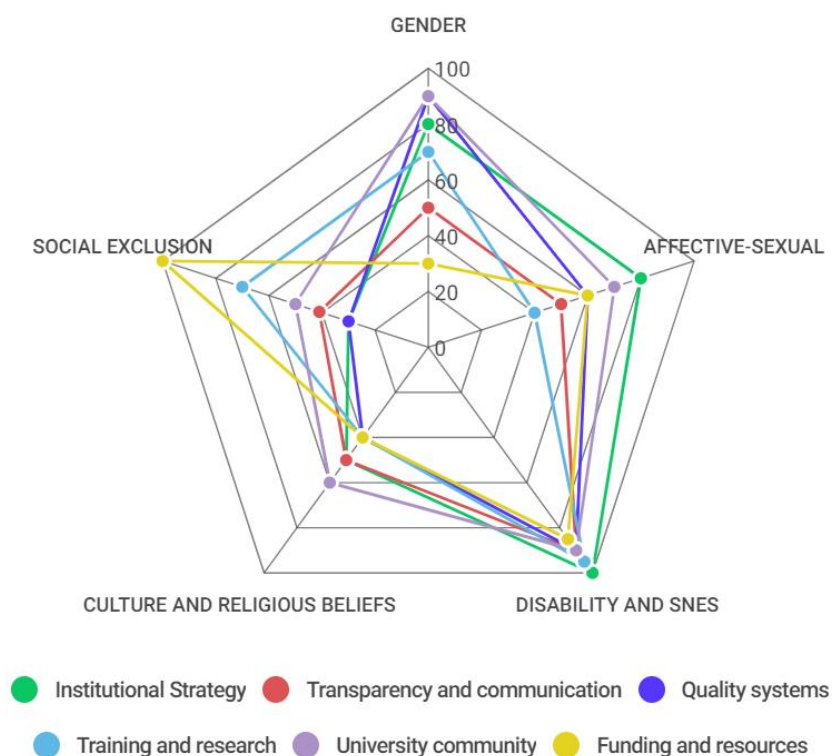 GENDER
100
80
60
SOCIAL EXCLUSION
AFFECTIVE-SEXUAL
40
20
0
CULTURE AND RELIGIOUS BELIEFS
DISABILITY AND SNES
Institutional Strategy
Transparency and communication
Quality systems
Training and research
University community
Funding and resources